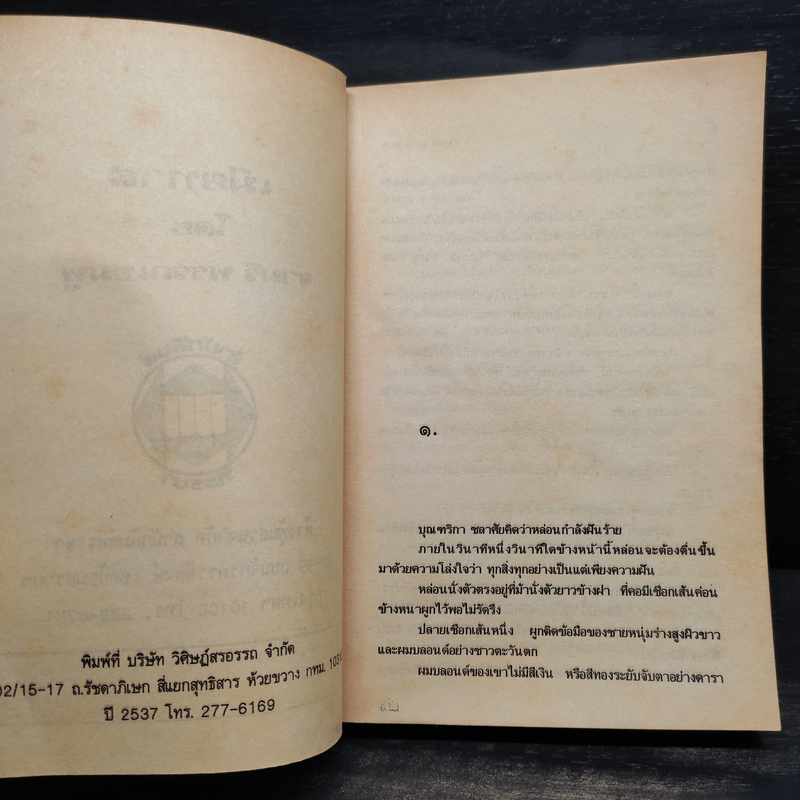 พิมพ์ที่ บริษัท วิศิษฏ์สรอรรถ จำกัด
02/15-17 ถ.รัชดาภิเษก สี่แยกสุทธิสาร ห้วยขวาง กทม.
ปี 2537 โทร. 277-6169
๑.
บุณฑริกา ชลาศัยคิดว่าหล่อนกำลังฝันร้าย
ภายในวินาทีหนึ่งวินาทีใดข้างหน้านี้หล่อนจะต้องตื่นขึ้น
มาด้วยความโล่งใจว่า ทุกสิ่งทุกอย่างเป็นแต่เพียงความฝัน
หล่อนนั่งตัวตรงอยู่ที่ม้านั่งตัวยาวข้างฝา ที่คอมีเชือกเส้นค่อน
ข้างหนาผูกไว้พอไม่รัดรึง
ปลายเชือกเส้นหนึ่ง ผูกติดข้อมือของชายหนุ่มร่างสูงผิวขาว
และผมบลอนด์อย่างชาวตะวันตก
ผมบลอนด์ของเขาไม่มีสีเงิน หรือสีทองระยับจับตาอย่างดารา